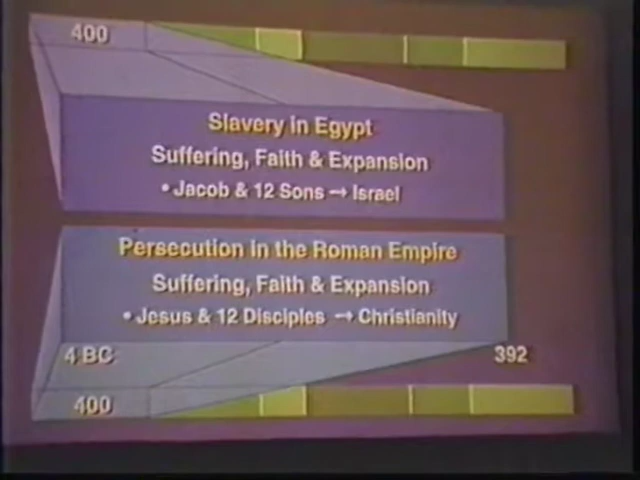 400
Slavery in Egypt
Suffering, Faith & Expansion
• Jacob & 12 Sons → Israel
Persecution in the Roman Empire
Suffering, Faith & Expansion
• Jesus & 12 Disciples → Christianity
4 BC 392
400